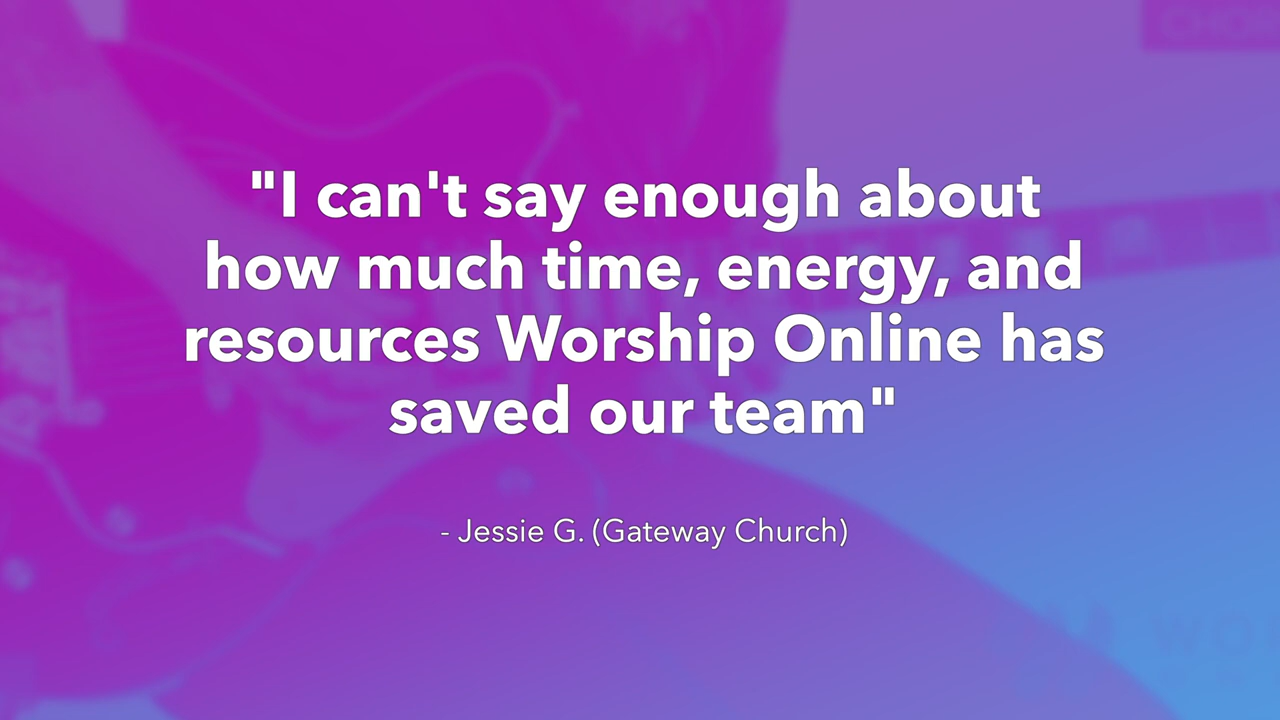 "I can't say enough about
how much time, energy, and
resources Worship Online has
saved our team"
- Jessie G. (Gateway Church)